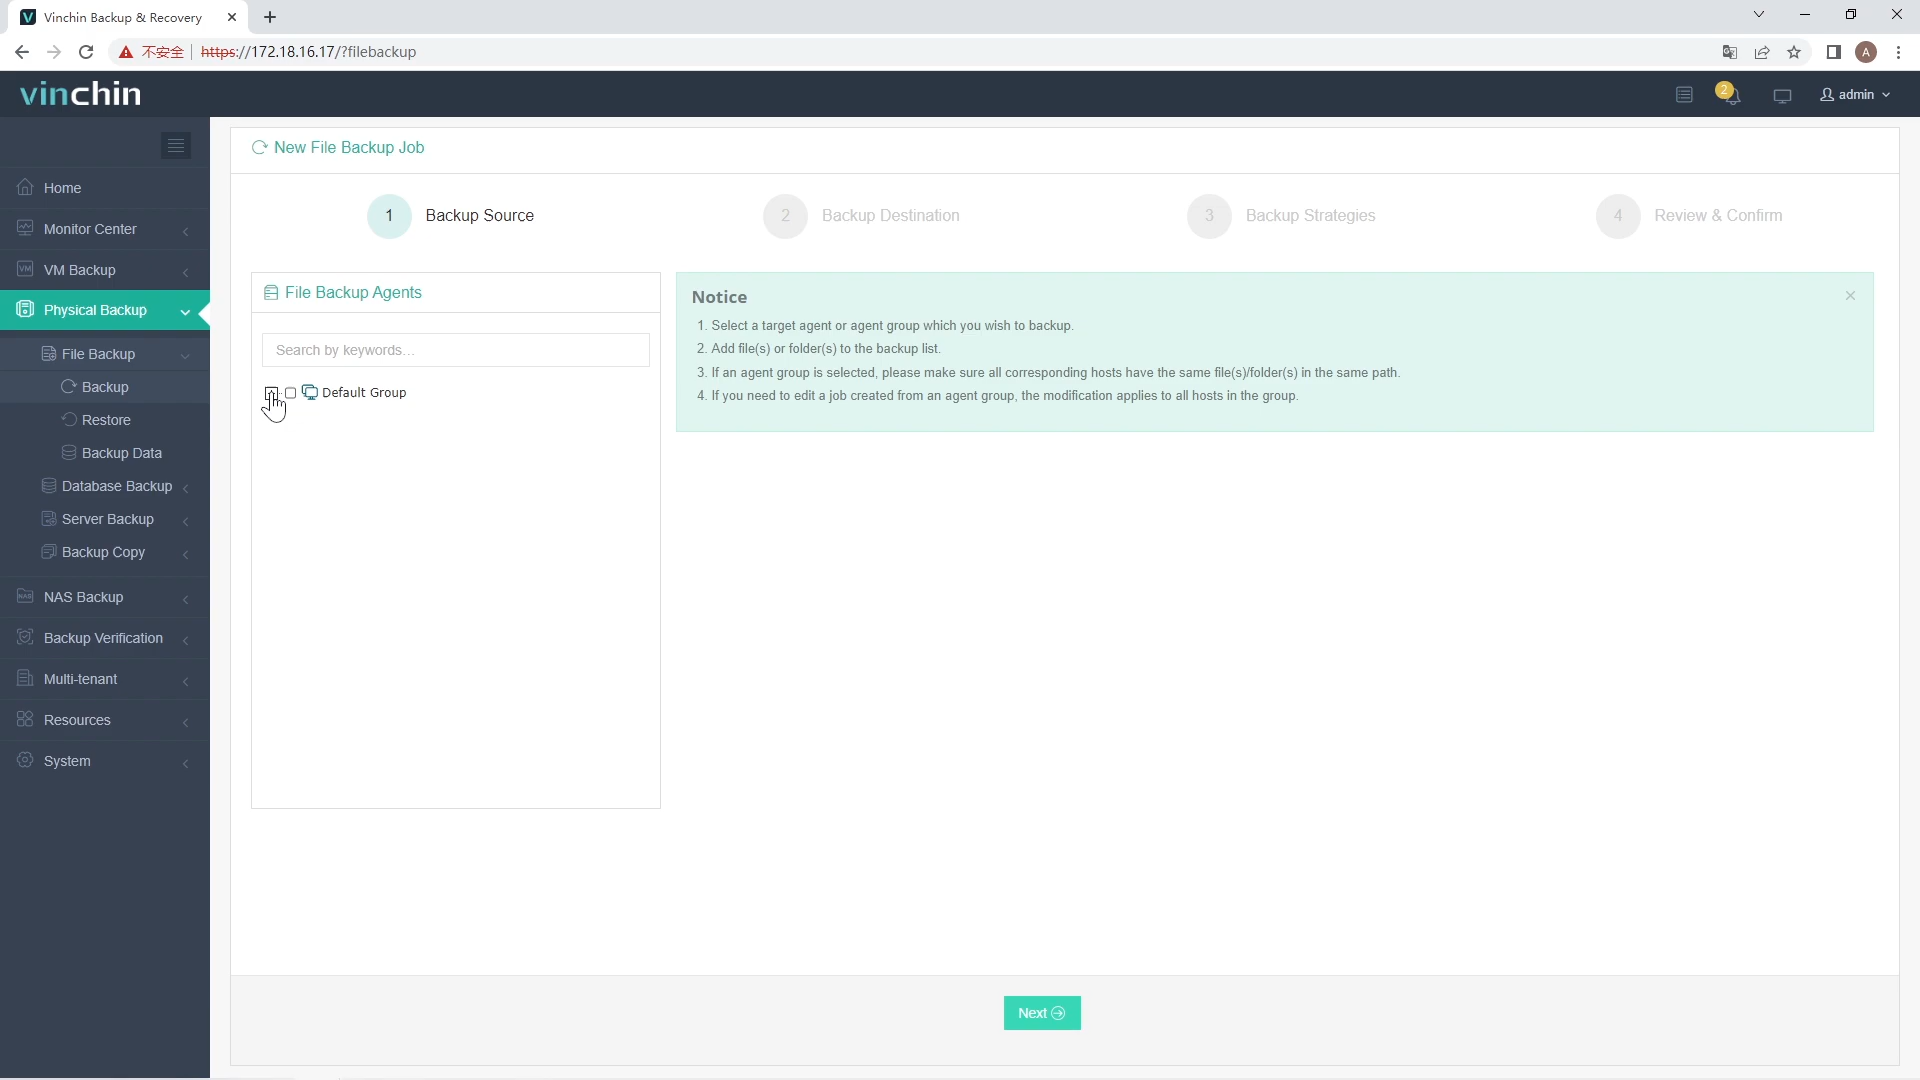 Vinchin Backup & Recovery
不安全 https://172.18.16.17/?filebackup
A
vinchin
2
admin
Home
Monitor Center
VM Backup
Physical Backup
File Backup
Backup
Restore
Backup Data
Database Backup
Server Backup
Backup Copy
NAS Backup
Backup Verification
Multi-tenant
Resources
System
New File Backup Job
1 Backup Source
2 Backup Destination
3 Backup Strategies
4 Review & Confirm
File Backup Agents
Search by keywords...
Default Group
Notice
1. Select a target agent or agent group which you wish to backup.
2. Add file(s) or folder(s) to the backup list.
3. If an agent group is selected, please make sure all corresponding hosts have the same file(s)/folder(s) in the same path.
4. If you need to edit a job created from an agent group, the modification applies to all hosts in the group.
Next